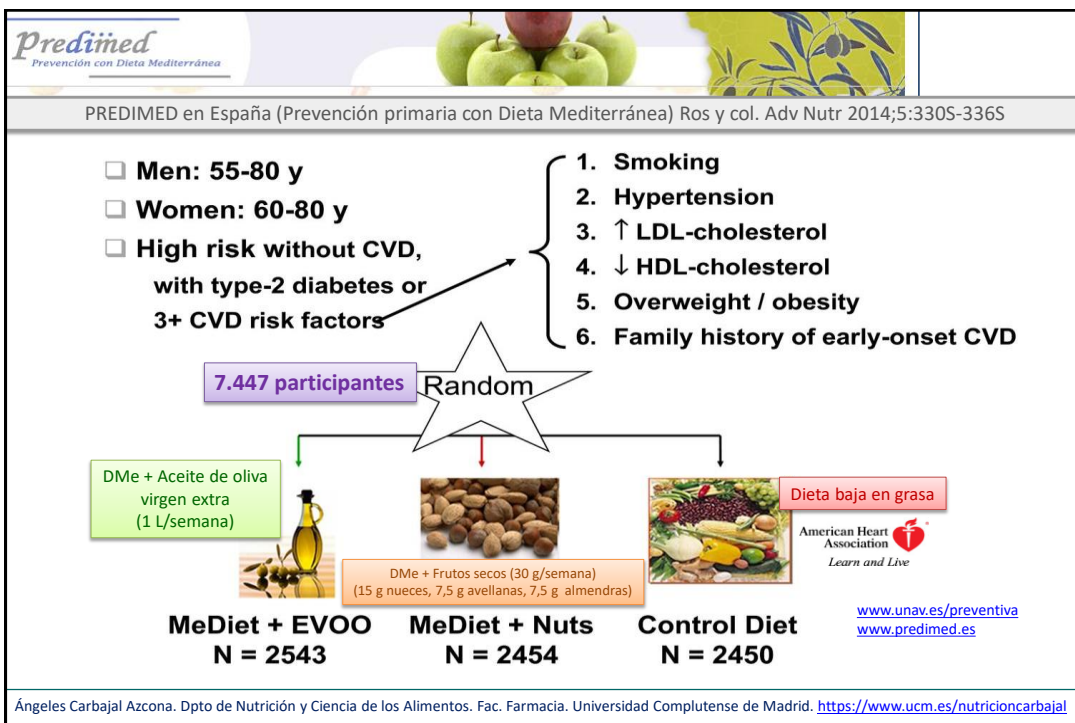 Predimed
Prevención con Dieta Mediterránea
PREDIMED en España (Prevención primaria con Dieta Mediterránea) Ros y col. Adv Nutr 2014;5:330S-336S
❑ Men: 55-80 y
❑ Women: 60-80 y
❑ High risk without CVD,
with type-2 diabetes or
3+ CVD risk factors
1. Smoking
2. Hypertension
3. ↑ LDL-cholesterol
4. ↓ HDL-cholesterol
5. Overweight / obesity
6. Family history of early-onset CVD
7.447 participantes
Random
DMe + Aceite de oliva
virgen extra
(1 L/semana)
DMe + Frutos secos (30 g/semana)
(15 g nueces, 7,5 g avellanas, 7,5 g almendras)
Dieta baja en grasa
American Heart
Association
Learn and Live
MeDiet + EVOO
N = 2543
MeDiet + Nuts
N = 2454
Control Diet
N = 2450
www.unav.es/preventiva
www.predimed.es
Ángeles Carbajal Azcona. Dpto de Nutrición y Ciencia de los Alimentos. Fac. Farmacia. Universidad Complutense de Madrid. https://www.ucm.es/nutricioncarbajal